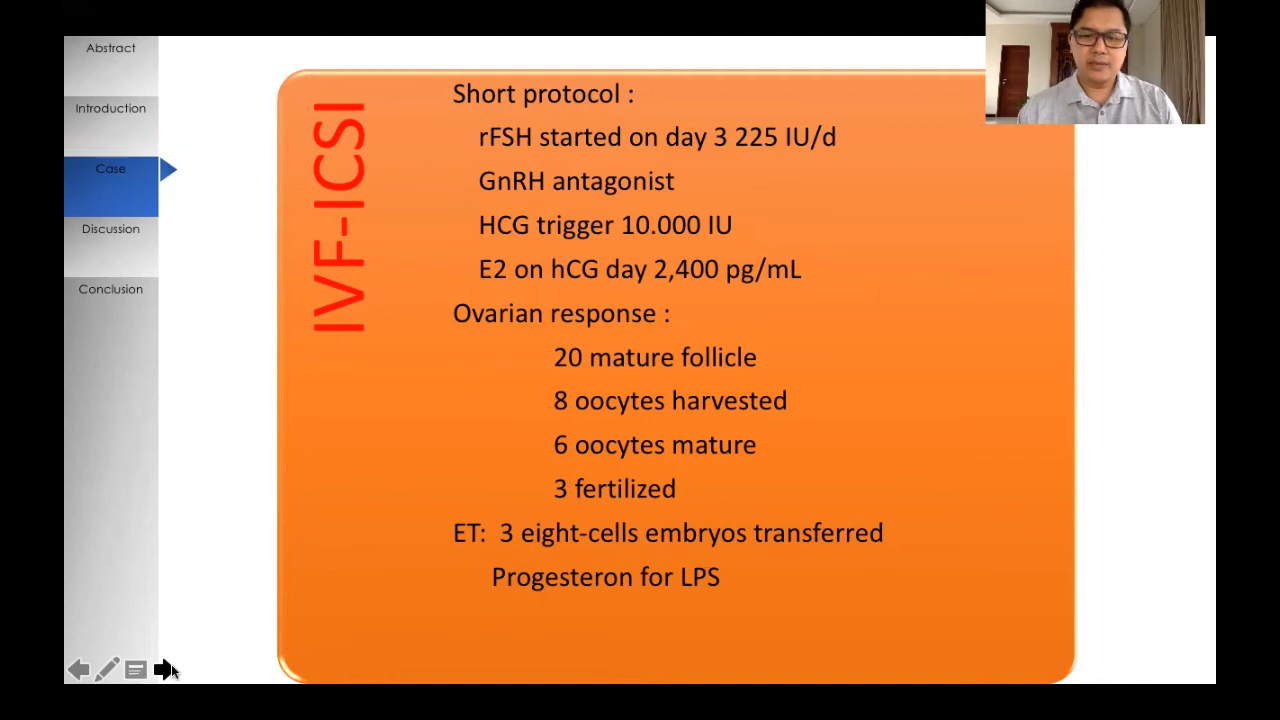 Abstract
Introduction
Case
Discussion
Conclusion
IVF-ICSI
Short protocol :
rFSH started on day 3 225 IU/d
GnRH antagonist
HCG trigger 10.000 IU
E2 on hCG day 2,400 pg/mL
Ovarian response :
20 mature follicle
8 oocytes harvested
6 oocytes mature
3 fertilized
ET: 3 eight-cells embryos transferred
Progesteron for LPS